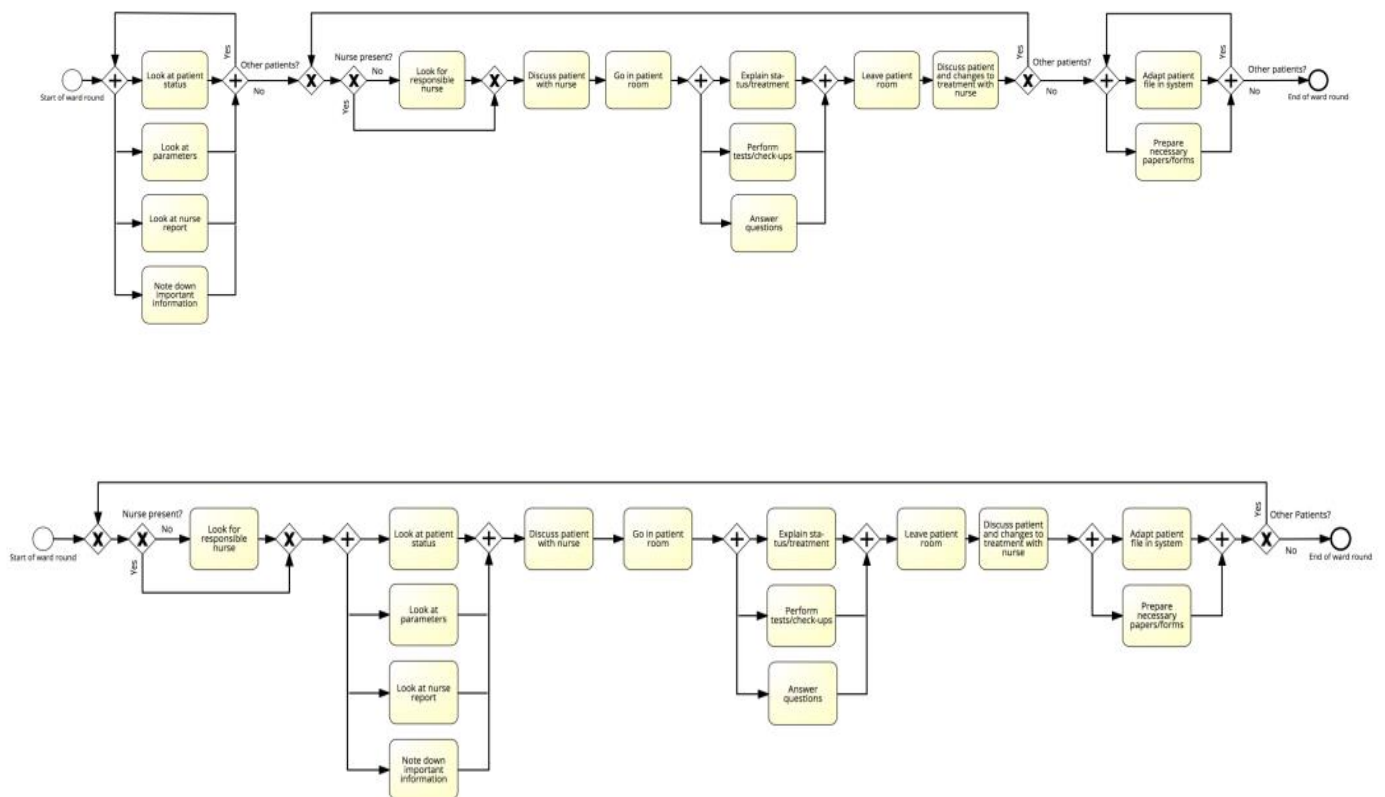 Start of ward round
Look at patient
status
Look at
parameters
Look at nurse
report
Note down
important
information
Yes
Other patients?
No
Nurse present?
No
Yes
Look for
responsible
nurse
Discuss patient
with nurse
Go in patient
room
Explain sta-
tus/treatment
Perform
tests/check-ups
Answer
questions
Leave patient
room
Discuss patient
and changes to
treatment with
nurse
Yes
Other patients?
No
Adapt patient
file in system
Prepare
necessary
papers/forms
Yes
Other patients?
No
End of ward round
Start of ward round
Nurse present?
No
Yes
Look for
responsible
nurse
Look at patient
status
Look at
parameters
Look at nurse
report
Note down
important
information
Discuss patient
with nurse
Go in patient
room
Explain sta-
tus/treatment
Perform
tests/check-ups
Answer
questions
Leave patient
room
Discuss patient
and changes to
treatment with
nurse
Adapt patient
file in system
Prepare
necessary
papers/forms
Yes
Other Patients?
No
End of ward round